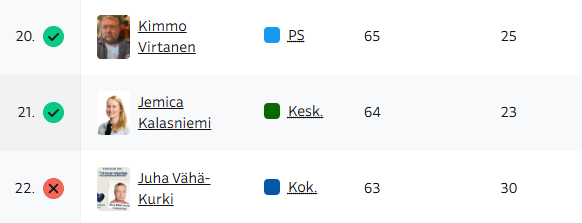 20. Kimmo Virtanen PS 65 25
21. Jemica Kalasniemi Kesk. 64 23
22. Juha Vähä-Kurki Kok. 63 30